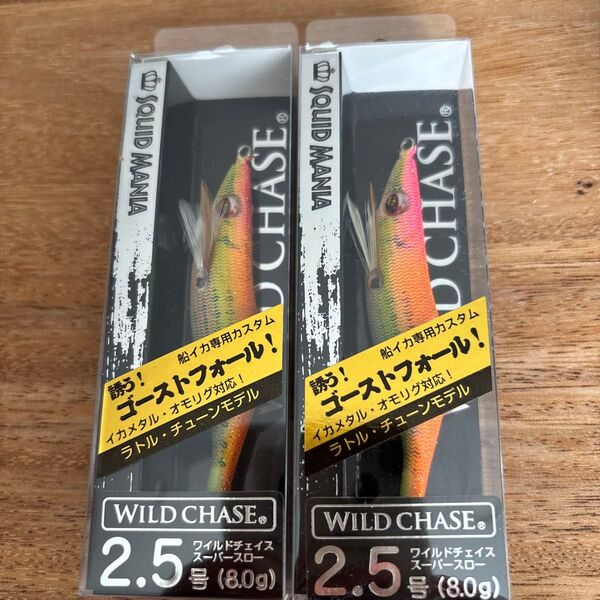 SQUID MANIA
WILD CHASE®
船イカ専用カスタム
誘う!
ゴーストフォール!
イカメタル・オモリグ対応!
ラトル・チューンモデル
WILD CHASE®
2.5号
ワイルドチェイス
スーパースロー
(8.0g)
SQUID MANIA
WILD CHASE®
船イカ専用カスタム
誘う!
ゴーストフォール!
イカメタル・オモリグ対応!
ラトル・チューンモデル
WILD CHASE®
2.5号
ワイルドチェイス
スーパースロー
(8.0g)